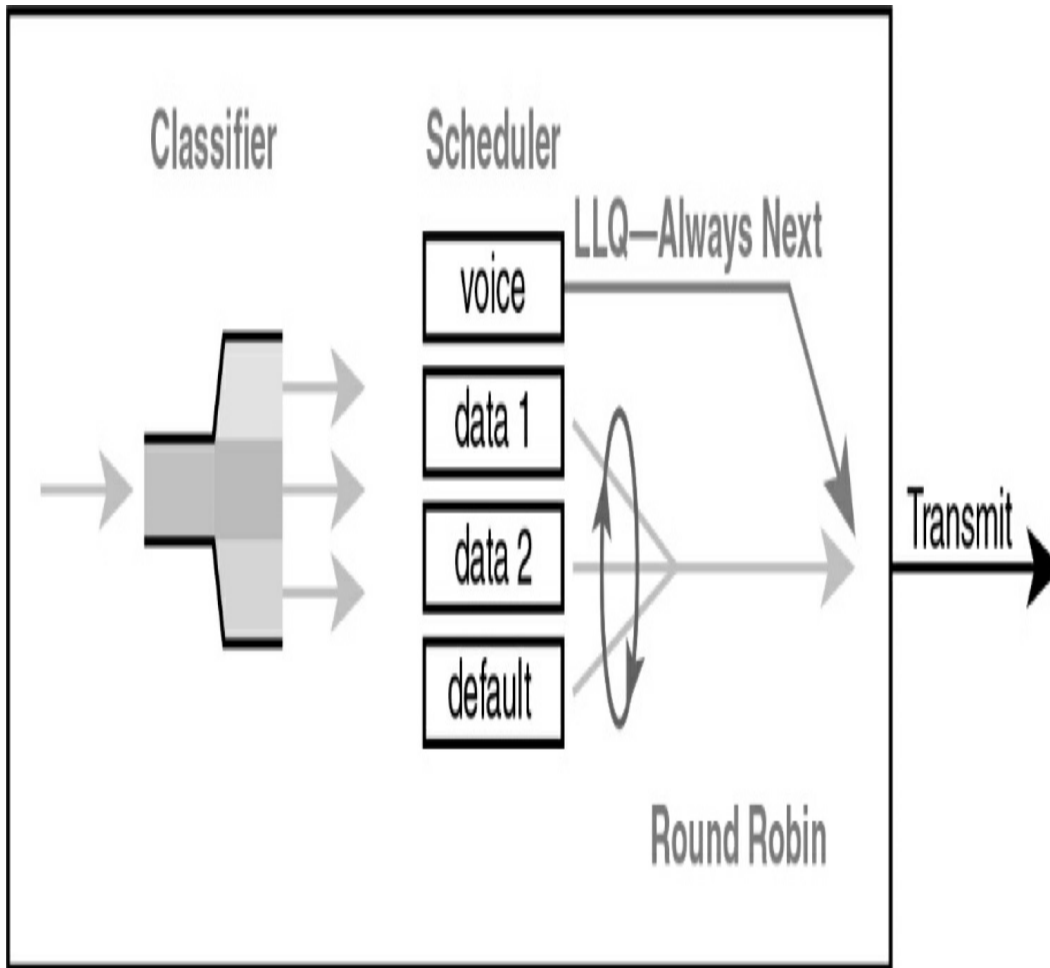 Classifier
Scheduler
LLQ—Always Next
voice
data 1
data 2
default
Transmit
Round Robin